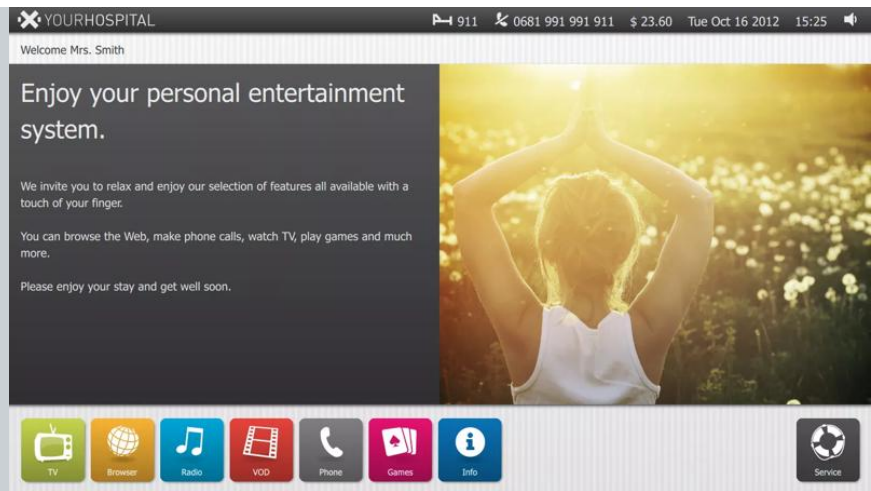 YOURHOSPITAL
911 0681 991 991 911 $ 23.60 Tue Oct 16 2012 15:25
Welcome Mrs. Smith
Enjoy your personal entertainment
system.
We invite you to relax and enjoy our selection of features all available with a
touch of your finger.
You can browse the Web, make phone calls, watch TV, play games and much
more.
Please enjoy your stay and get well soon.
TV Browser Radio VOD Phone Games Info Service